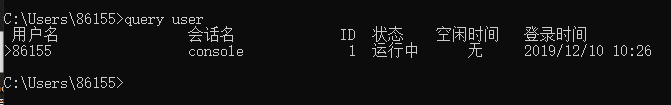 C:\Users\86155>query user
用户名 会话名 ID 状态 空闲时间 登录时间
>86155 console 1 运行中 无 2019/12/10 10:26
C:\Users\86155>